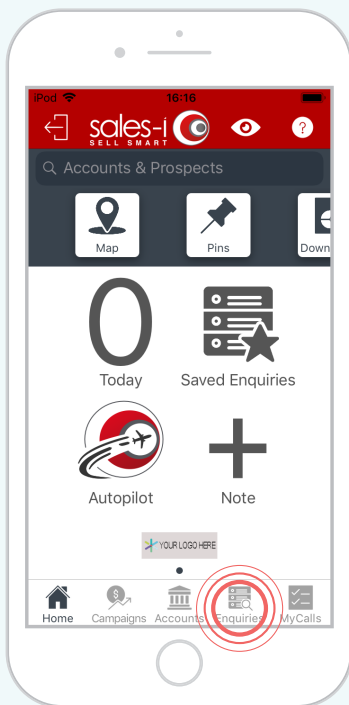 iPod 16:16
sales-i
SELL SMART
?
Accounts & Prospects
Map Pins Down
0
Today Saved Enquiries
Autopilot Note
YOUR LOGO HERE
Home Campaigns Accounts Enquiries MyCalls